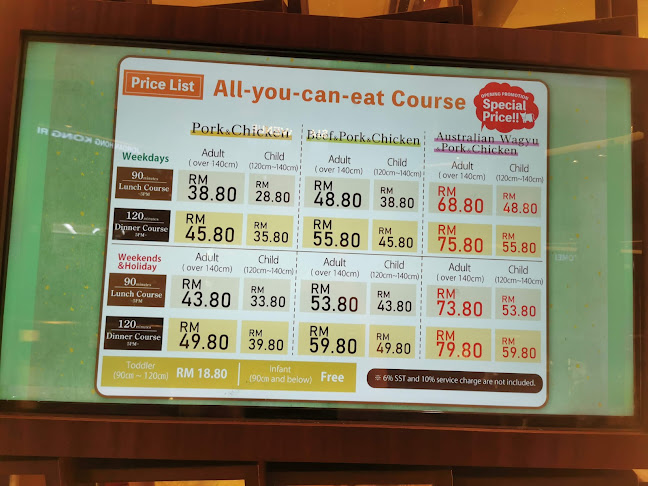 Price List
All-you-can-eat Course
OPENING PROMOTION
Special
Price!!
Pork&Chicken
Beef&Pork&Chicken
Australian Wagyu
&Pork&Chicken
Weekdays
Adult
(over 140cm)
Child
(120cm~140cm)
Adult
(over 140cm)
Child
(120cm~140cm)
Adult
(over 140cm)
Child
(120cm~140cm)
90minutes
Lunch Course
-5PM
RM 38.80
RM 28.80
RM 48.80
RM 38.80
RM 68.80
RM 48.80
120minutes
Dinner Course
5PM-
RM 45.80
RM 35.80
RM 55.80
RM 45.80
RM 75.80
RM 55.80
Weekends
&Holiday
Adult
(over 140cm)
Child
(120cm~140cm)
Adult
(over 140cm)
Child
(120cm~140cm)
Adult
(over 140cm)
Child
(120cm~140cm)
90minutes
Lunch Course
-5PM
RM 43.80
RM 33.80
RM 53.80
RM 43.80
RM 73.80
RM 53.80
120minutes
Dinner Course
5PM-
RM 49.80
RM 39.80
RM 59.80
RM 49.80
RM 79.80
RM 59.80
Toddler
(90cm~120cm)
RM 18.80
Infant
(90cm and below)
Free
※ 6% SST and 10% service charge are not included.